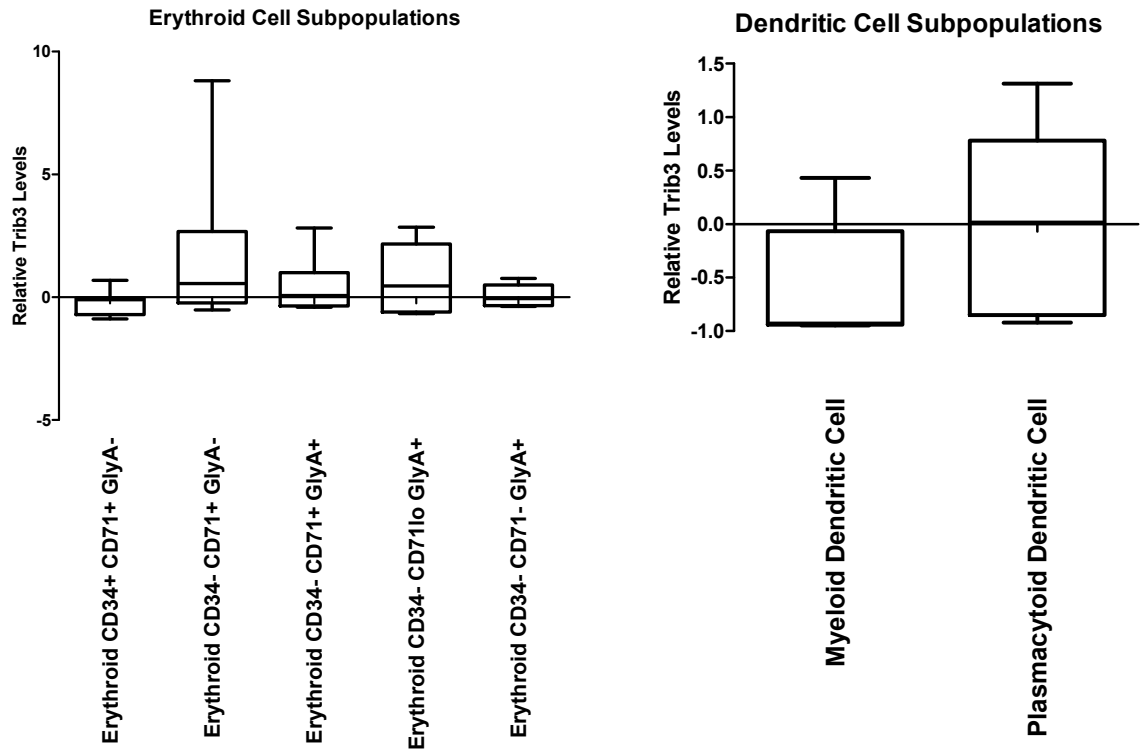 Erythroid Cell Subpopulations
Relative Trib3 Levels
10
5
0
-5
Erythroid CD34+ CD71+ GlyA-
Erythroid CD34- CD71+ GlyA-
Erythroid CD34- CD71+ GlyA+
Erythroid CD34- CD71lo GlyA+
Erythroid CD34- CD71- GlyA+
Dendritic Cell Subpopulations
Relative Trib3 Levels
1.5
1.0
0.5
0.0
-0.5
-1.0
Myeloid Dendritic Cell
Plasmacytoid Dendritic Cell